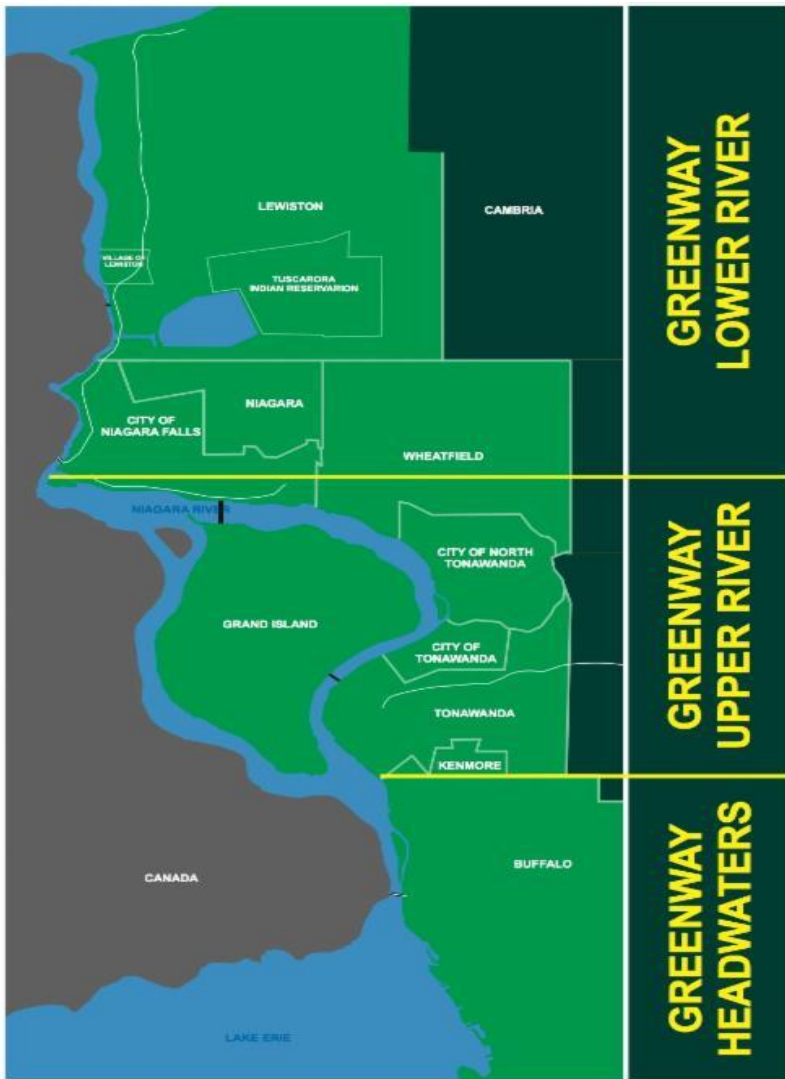 LEWISTON
CAMBRIA
VILLAGE OF
LEWISTON
TUSCARORA
INDIAN RESERVARION
NIAGARA
CITY OF
NIAGARA FALLS
WHEATFIELD
NIAGARA RIVER
CITY OF NORTH
TONAWANDA
GRAND ISLAND
CITY OF
TONAWANDA
TONAWANDA
KENMORE
BUFFALO
CANADA
LAKE ERIE
GREENWAY
LOWER RIVER
GREENWAY
UPPER RIVER
GREENWAY
HEADWATERS